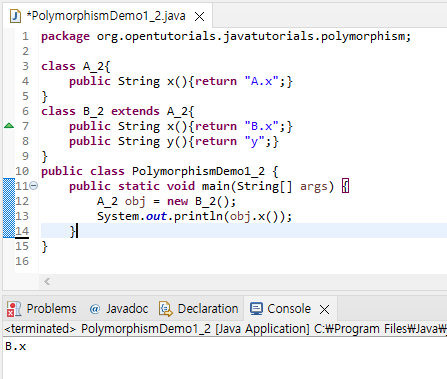 *PolymorphismDemo1_2.java
1 package org.opentutorials.javatutorials.polymorphism;
2
3 class A_2{
4 public String x(){return "A.x";}
5 }
6 class B_2 extends A_2{
7 public String x(){return "B.x";}
8 public String y(){return "y";}
9 }
10 public class PolymorphismDemo1_2 {
11 public static void main(String[] args) {
12 A_2 obj = new B_2();
13 System.out.println(obj.x());
14 }
15 }
16
Problems @ Javadoc Declaration Console
<terminated> PolymorphismDemo1_2 [Java Application] C:₩Program Files₩Java₩
B.x